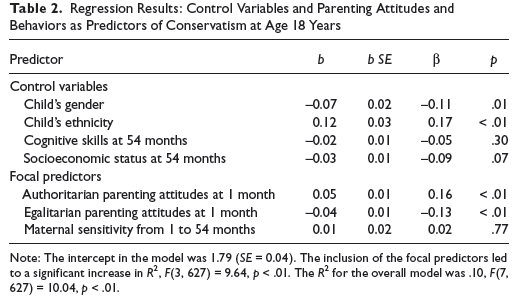 Table 2. Regression Results: Control Variables and Parenting Attitudes and
Behaviors as Predictors of Conservatism at Age 18 Years
Predictor b b SE β p
Control variables
Child's gender –0.07 0.02 –0.11 .01
Child's ethnicity 0.12 0.03 0.17 < .01
Cognitive skills at 54 months –0.02 0.01 –0.05 .30
Socioeconomic status at 54 months –0.03 0.01 –0.09 .07
Focal predictors
Authoritarian parenting attitudes at 1 month 0.05 0.01 0.16 < .01
Egalitarian parenting attitudes at 1 month –0.04 0.01 –0.13 < .01
Maternal sensitivity from 1 to 54 months 0.01 0.02 0.02 .77
Note: The intercept in the model was 1.79 (SE = 0.04). The inclusion of the focal predictors led
to a significant increase in R², F(3, 627) = 9.64, p < .01. The R² for the overall model was .10, F(7,
627) = 10.04, p < .01.